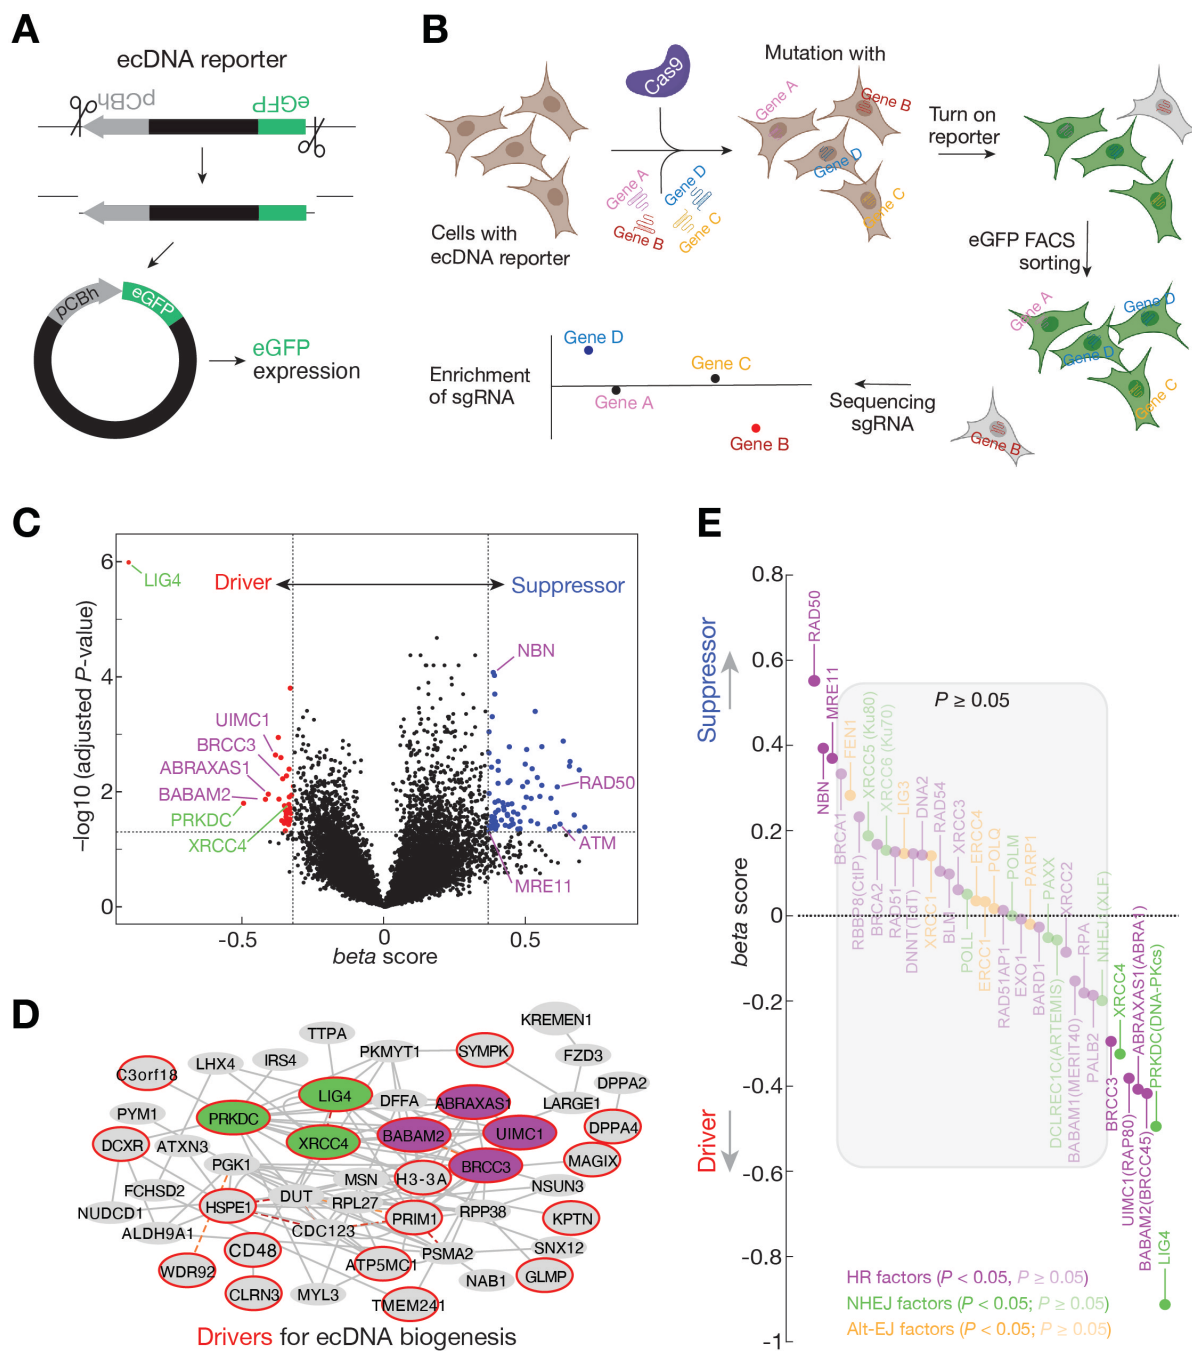 A
ecDNA reporter
pCBh
eGFP
pCBh
eGFP
eGFP
expression
B
Cas9
Mutation with
Gene A
Gene B
Gene D
Gene C
Turn on
reporter
Gene A
Gene D
Gene B
Gene C
Cells with
ecDNA reporter
eGFP FACS
sorting
Gene A
Gene D
Gene D
Gene C
Gene B
Sequencing
sgRNA
Enrichment
of sgRNA
Gene D
Gene C
Gene A
Gene B
C
−log10 (adjusted P-value)
6
4
2
0
LIG4
Driver
Suppressor
NBN
UIMC1
BRCC3
ABRAXAS1
BABAM2
PRKDC
XRCC4
RAD50
ATM
MRE11
-0.5
0
0.5
beta score
D
KREMEN1
TTPA
PKMYT1
SYMPK
FZD3
C3orf18
LHX4
IRS4
DPPA2
LIG4
DFFA
ABRAXAS1
LARGE1
PYM1
PRKDC
DPPA4
DCXR
ATXN3
XRCC4
BABAM2
UIMC1
MAGIX
PGK1
BRCC3
MSN
H3-3A
NSUN3
FCHSD2
DUT
RPL27
NUDCD1
HSPE1
PRIM1
RPP38
KPTN
ALDH9A1
CDC123
CD48
PSMA2
SNX12
WDR92
ATP5MC1
NAB1
GLMP
CLRN3
MYL3
TMEM241
Drivers for ecDNA biogenesis
E
Suppressor
beta score
Driver
0.8
0.6
0.4
0.2
0
-0.2
-0.4
-0.6
-0.8
-1
P ≥ 0.05
RAD50
NBN
MRE11
BRCA1
FEN1
RBBP8(CtIP)
XRCC5 (Ku80)
BRCA2
XRCC6 (Ku70)
RAD51
LIG3
DNNT(TdT)
DNA2
XRCC1
RAD54
BLM
XRCC3
POLL
ERCC4
ERCC1
POLQ
RAD51AP1
POLM
EXO1
PARP1
BARD1
PAXX
DCLREC1C(ARTEMIS)
XRCC2
BABAM1(MERIT40)
RPA
PALB2
NHEJ1(XLF)
BRCC3
XRCC4
UIMC1(RAP80)
ABRAXAS1(ABRA1)
BABAM2(BRCC45)
PRKDC(DNA-PKcs)
LIG4
HR factors (P < 0.05, P ≥ 0.05)
NHEJ factors (P < 0.05; P ≥ 0.05)
Alt-EJ factors (P < 0.05; P ≥ 0.05)